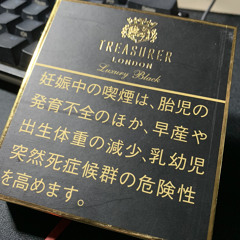 TREASURER
LONDON
Luxury Black
妊娠中の喫煙は、胎児の
発育不全のほか、早産や
出生体重の減少、乳幼児
突然死症候群の危険性
を高めます。